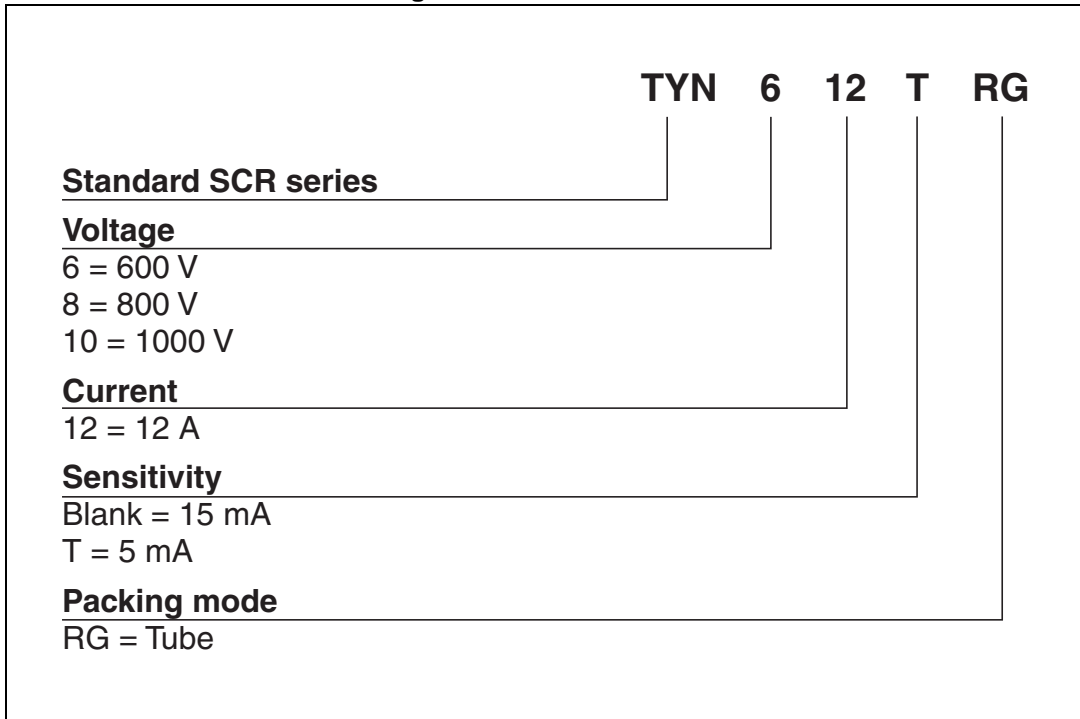 TYN 6 12 T RG
Standard SCR series
Voltage
6 = 600 V
8 = 800 V
10 = 1000 V
Current
12 = 12 A
Sensitivity
Blank = 15 mA
T = 5 mA
Packing mode
RG = Tube